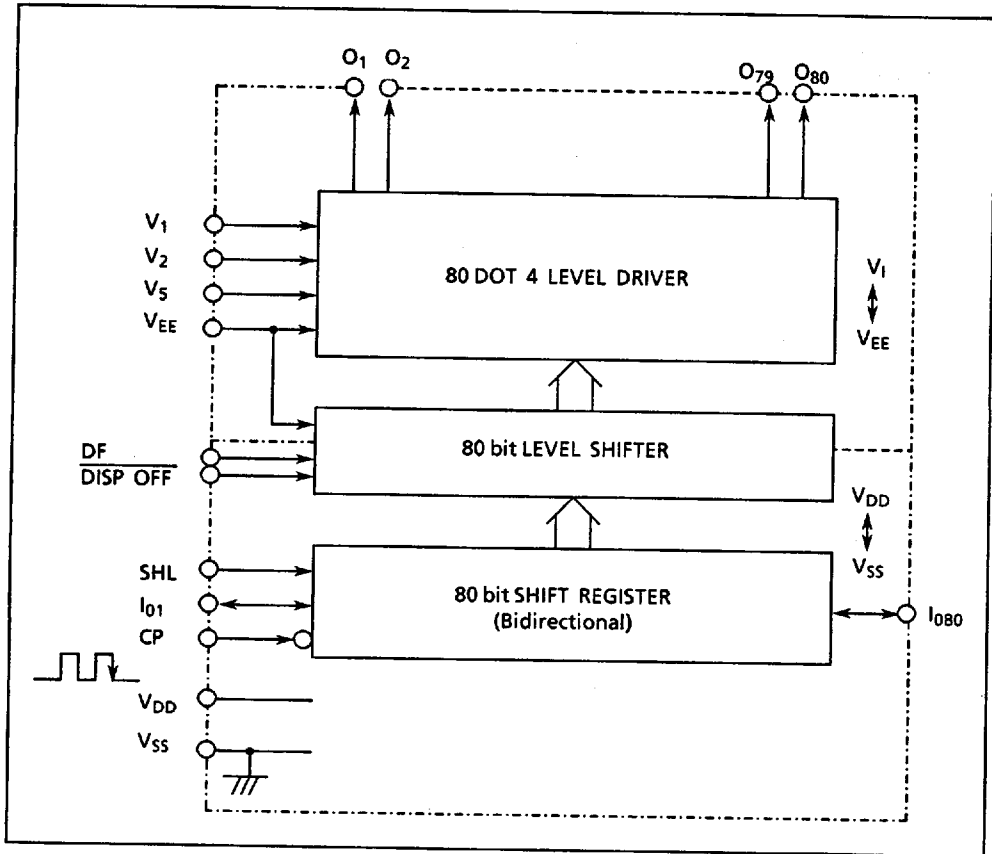 O1 O2 O79 O80
V1
V2
V5
VEE
80 DOT 4 LEVEL DRIVER
VI
VEE
80 bit LEVEL SHIFTER
DF
DISP OFF
VDD
VSS
SHL
I01
CP
80 bit SHIFT REGISTER
(Bidirectional)
I080
VDD
VSS